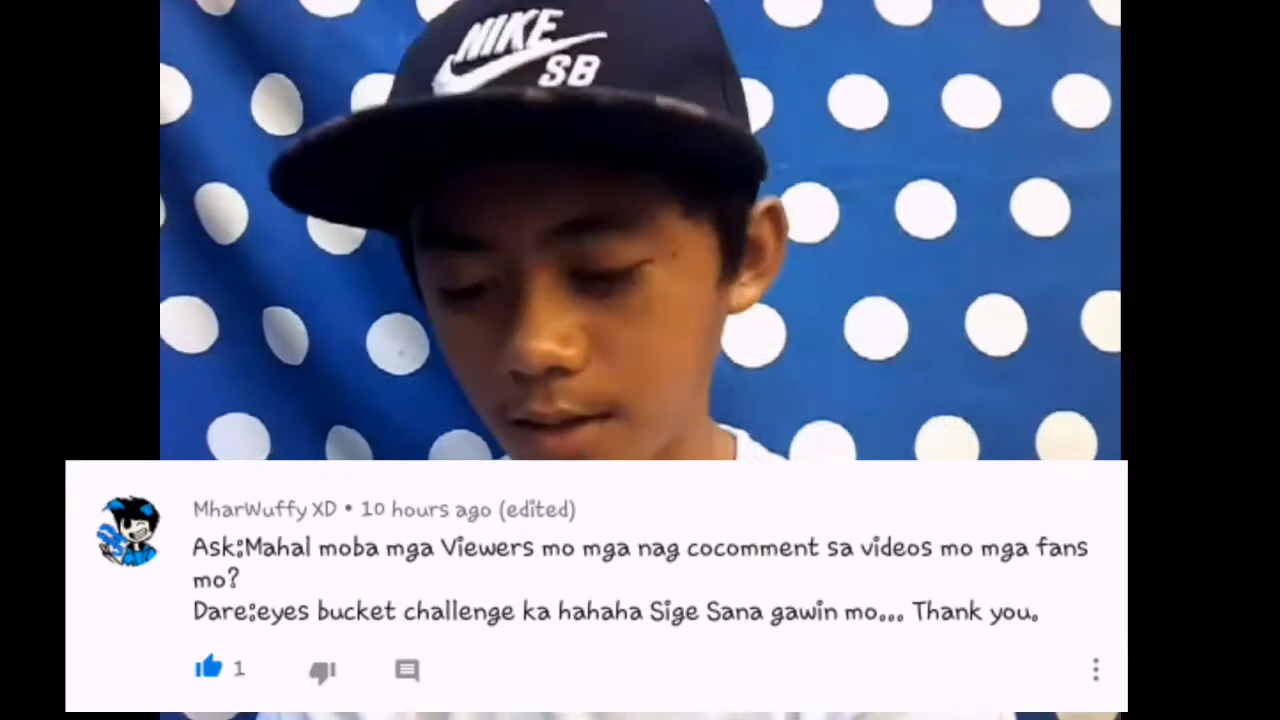 NIKE
SB
MharWuffy XD • 10 hours ago (edited)
Ask;Mahal moba mga Viewers mo mga nag cocomment sa videos mo mga fans
mo?
Dare;eyes bucket challenge ka hahaha Sige Sana gawin mo... Thank you.
1